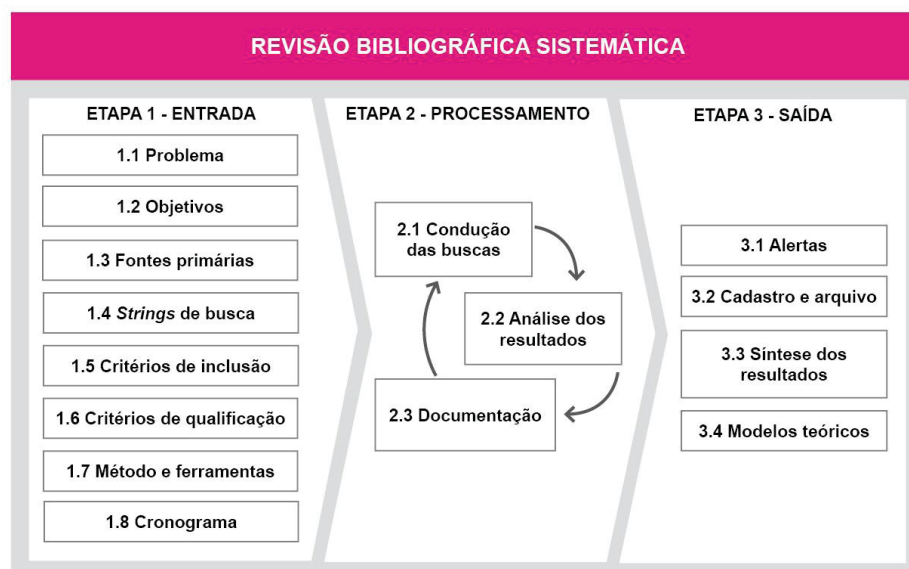 REVISÃO BIBLIOGRÁFICA SISTEMÁTICA
ETAPA 1 - ENTRADA
1.1 Problema
1.2 Objetivos
1.3 Fontes primárias
1.4 Strings de busca
1.5 Critérios de inclusão
1.6 Critérios de qualificação
1.7 Método e ferramentas
1.8 Cronograma
ETAPA 2 - PROCESSAMENTO
2.1 Condução
das buscas
2.2 Análise dos
resultados
2.3 Documentação
ETAPA 3 - SAÍDA
3.1 Alertas
3.2 Cadastro e arquivo
3.3 Síntese dos
resultados
3.4 Modelos teóricos